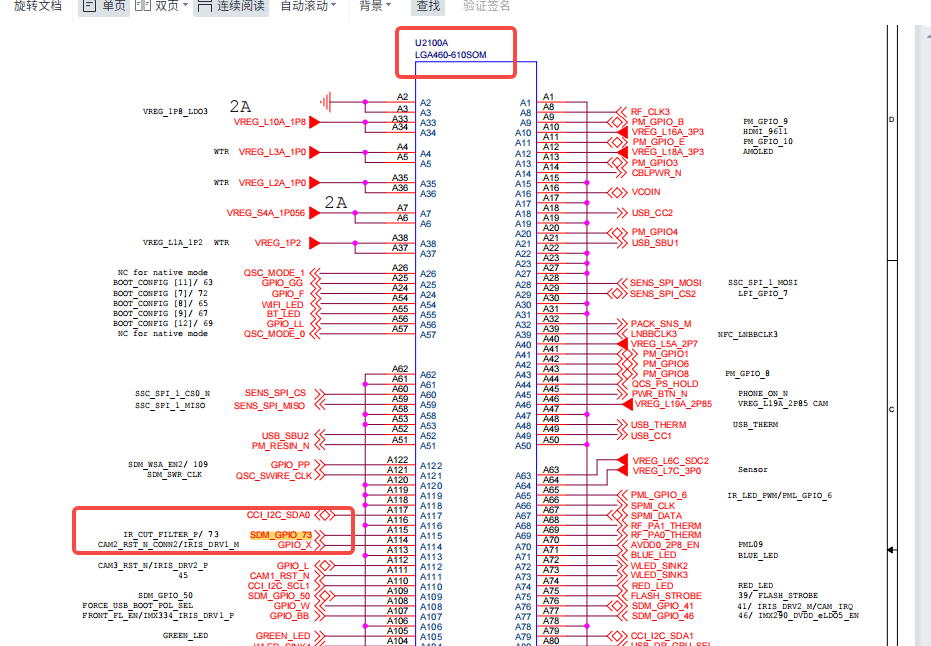 旋转文档 单页 双页 连续阅读 自动滚动 背景 查找 验证签名
U2100A
LGA460-610SOM
VREG_1P8_LDO3 2A
VREG_L10A_1P8
WTR VREG_L3A_1P0
WTR VREG_L2A_1P0
2A
VREG_S4A_1P056
VREG_L1A_1P2 WTR VREG_1P2
NC for native mode QSC_MODE_1
BOOT_CONFIG [11]/ 63 GPIO_GG
BOOT_CONFIG [7]/ 72 GPIO_F
BOOT_CONFIG [8]/ 65 WIFI_LED
BOOT_CONFIG [9]/ 67 BT_LED
BOOT_CONFIG [12]/ 69 GPIO_LL
NC for native mode QSC_MODE_0
SSC_SPI_1_CS0_N SENS_SPI_CS
SSC_SPI_1_MISO SENS_SPI_MISO
USB_SBU2
PM_RESIN_N
SDM_WSA_EN2/ 109 GPIO_PP
SDM_SWR_CLK QSC_SWIRE_CLK
CCI_I2C_SDA0
IR_CUT_FILTER_P/ 73 SDM_GPIO_73
CAM2_RST_N_CONN2/IRIS_DRV1_M GPIO_X
CAM3_RST_N/IRIS_DRV2_P GPIO_L
45 CAM1_RST_N
CCI_I2C_SCL1
SDM_GPIO_50 SDM_GPIO_50
FORCE_USB_BOOT_POL_SEL GPIO_W
FRONT_FL_EN/IMX334_IRIS_DRV1_P GPIO_BB
GREEN_LED GREEN_LED
A2 A2
A3 A3
A33 A33
A34 A34
A4 A4
A5 A5
A35 A35
A36 A36
A7 A7
A6 A6
A38 A38
A37 A37
A26 A26
A25 A25
A24 A24
A54 A54
A55 A55
A56 A56
A57 A57
A62 A62
A61 A61
A60 A60
A59 A59
A58 A58
A53 A53
A52 A52
A51 A51
A122 A122
A121 A121
A120 A120
A119 A119
A118 A118
A117 A117
A116 A116
A115 A115
A114 A114
A113 A113
A112 A112
A111 A111
A110 A110
A109 A109
A108 A108
A107 A107
A106 A106
A105 A105
A104 A104
A1 A1
A8 A8 RF_CLK3
A9 A9 PM_GPIO_B PM_GPIO_9
A10 A10 VREG_L16A_3P3 HDMI_9611
A11 A11 PM_GPIO_E PM_GPIO_10
A12 A12 VREG_L18A_3P3 AMOLED
A13 A13 PM_GPIO3
A14 A14 CBLPWR_N
A15 A15
A16 A16 VCOIN
A17 A17
A18 A18 USB_CC2
A19 A19
A20 A20 PM_GPIO4
A21 A21 USB_SBU1
A22 A22
A23 A23
A27 A27
A28 A28 SENS_SPI_MOSI SSC_SPI_1_MOSI
A29 A29 SENS_SPI_CS2 LPI_GPIO_7
A30 A30
A31 A31
A32 A32 PACK_SNS_M
A39 A39 LNBBCLK3 NFC_LNBBCLK3
A40 A40 VREG_L5A_2P7
A41 A41 PM_GPIO1
A42 A42 PM_GPIO6
A43 A43 PM_GPIO8 PM_GPIO_8
A44 A44 QCS_PS_HOLD
A45 A45 PWR_BTN_N PHONE_ON_N
A46 A46 VREG_L19A_2P85 VREG_L19A_2P85 CAM
A47 A47
A48 A48 USB_THERM USB_THERM
A49 A49 USB_CC1
A50 A50
A63 A63 VREG_L6C_SDC2
A64 A64 VREG_L7C_3P0 Sensor
A65 A65 PML_GPIO_6 IR_LED_PWM/PML_GPIO_6
A66 A66 SPMI_CLK
A67 A67 SPMI_DATA
A68 A68 RF_PA1_THERM
A69 A69 RF_PA0_THERM
A70 A70 AVDD0_2P8_EN PML09
A71 A71 BLUE_LED BLUE_LED
A72 A72 WLED_SINK2
A73 A73 WLED_SINK3
A74 A74 RED_LED RED_LED
A75 A75 FLASH_STROBE 39/ FLASH_STROBE
A76 A76 SDM_GPIO_41 41/ IRIS_DRV2_M/CAM_IRQ
A77 A77 SDM_GPIO_46 46/ IMX290_DVDD_eLDO5_EN
A78 A78
A79 A79 CCI_I2C_SDA1
A80
D
C